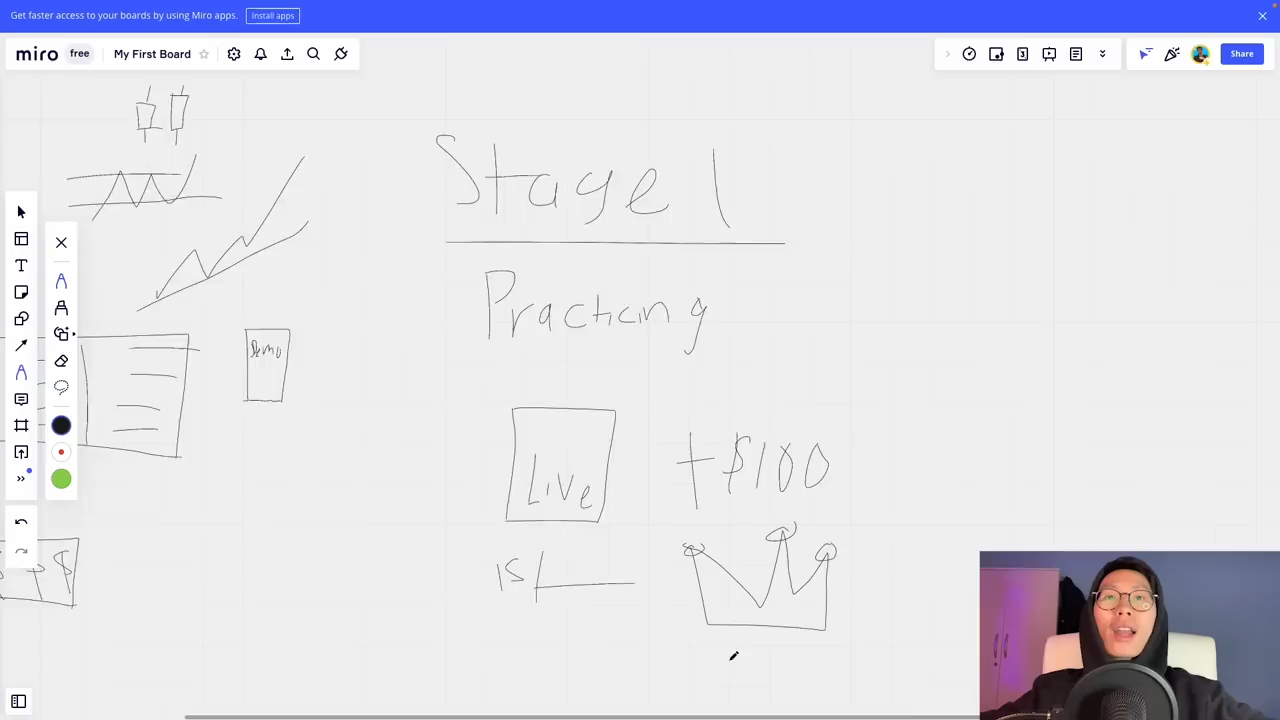 Get faster access to your boards by using Miro apps. Install apps
miro free My First Board
3
Share
Stage 1
Practicing
Demo
Live
+$100
$ $